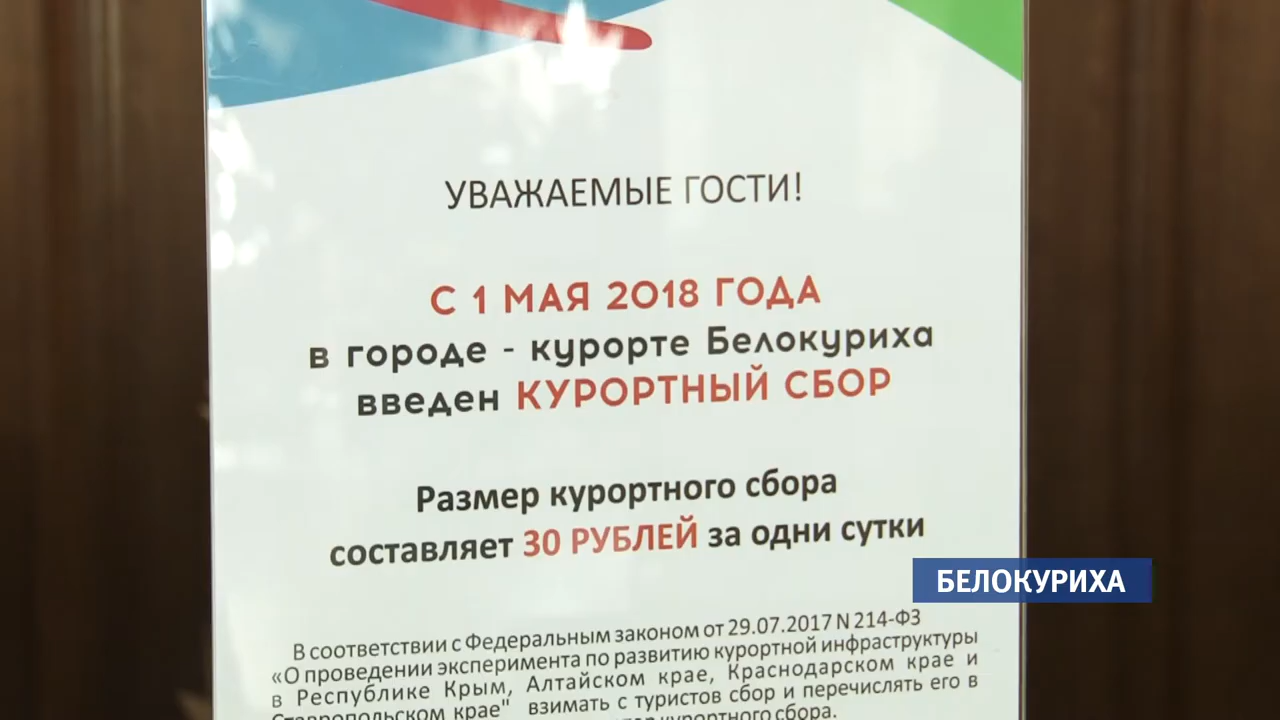 УВАЖАЕМЫЕ ГОСТИ!
С 1 МАЯ 2018 ГОДА
в городе - курорте Белокуриха
введен КУРОРТНЫЙ СБОР
Размер курортного сбора
составляет 30 РУБЛЕЙ за одни сутки
БЕЛОКУРИХА
В соответствии с Федеральным законом от 29.07.2017 N 214-ФЗ
«О проведении эксперимента по развитию курортной инфраструктуры
в Республике Крым, Алтайском крае, Краснодарском крае и
Ставропольском крае" взимать с туристов сбор и перечислять его в
курортного сбора.